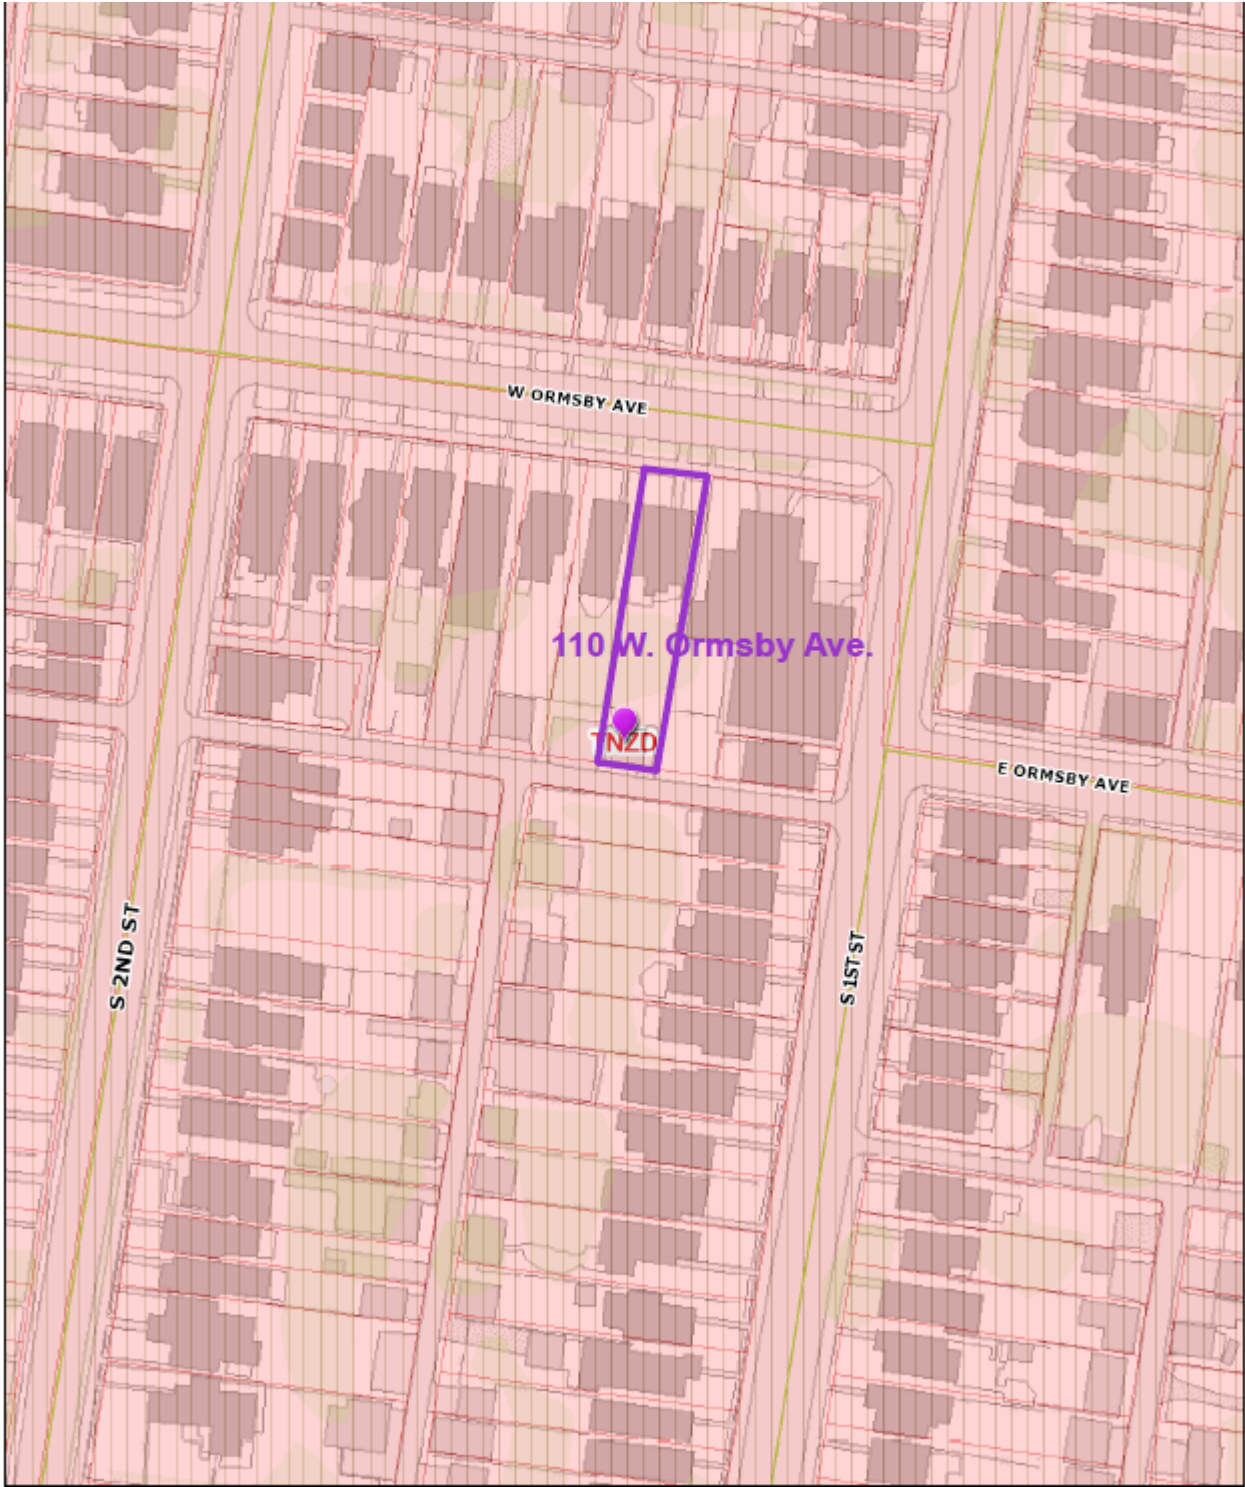 W ORMSBY AVE
110 W. Ormsby Ave.
TNZD
E ORMSBY AVE
S 2ND ST
S 1ST ST